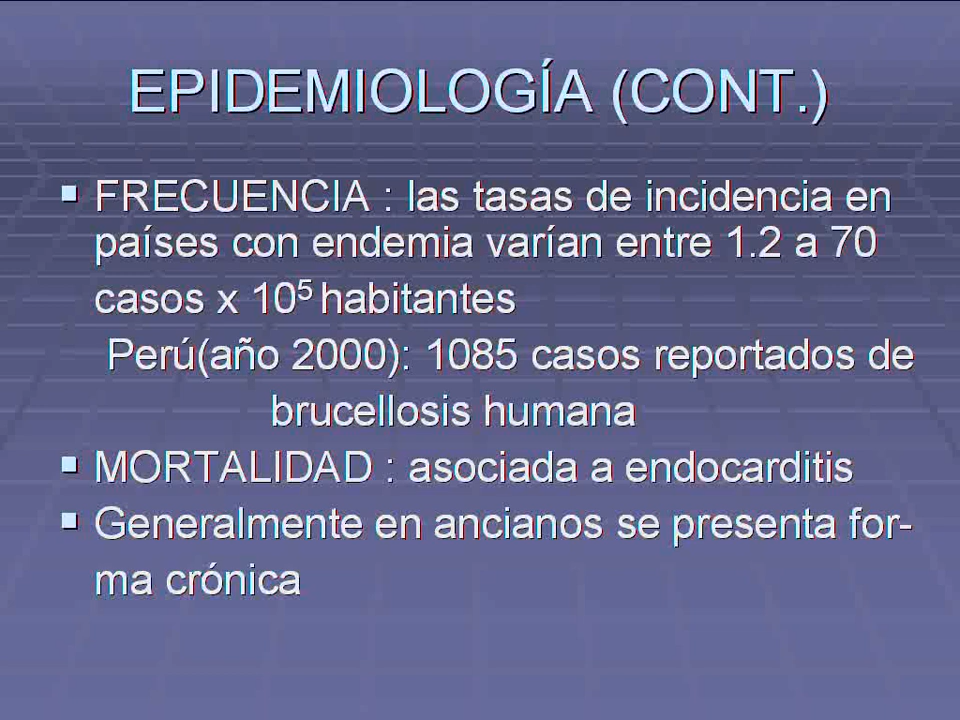 EPIDEMIOLOGÍA (CONT.)
▪ FRECUENCIA : las tasas de incidencia en
países con endemia varían entre 1.2 a 70
casos x 10⁵ habitantes
Perú(año 2000): 1085 casos reportados de
brucellosis humana
▪ MORTALIDAD : asociada a endocarditis
▪ Generalmente en ancianos se presenta for-
ma crónica